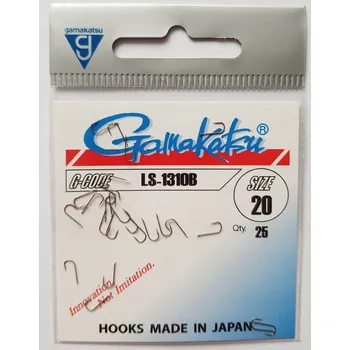 gamakatsu
g
Gamakatsu®
G-CODE LS-1310B SIZE
20
Qty. 25
Innovation.
Not Imitation.
HOOKS MADE IN JAPAN